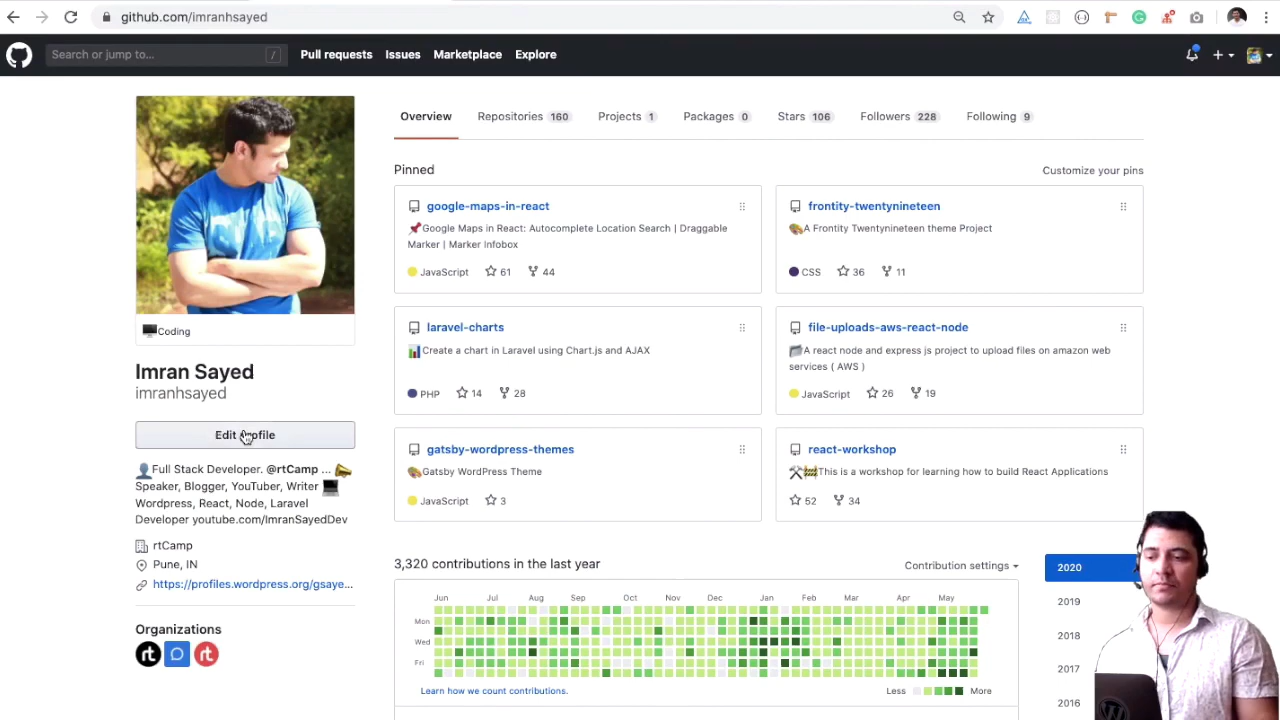 github.com/imranhsayed
Search or jump to... /
Pull requests Issues Marketplace Explore
Overview Repositories 160 Projects 1 Packages 0 Stars 106 Followers 228 Following 9
Pinned Customize your pins
google-maps-in-react
Google Maps in React: Autocomplete Location Search | Draggable
Marker | Marker Infobox
JavaScript 61 44
frontity-twentynineteen
A Frontity Twentynineteen theme Project
CSS 36 11
laravel-charts
Create a chart in Laravel using Chart.js and AJAX
PHP 14 28
file-uploads-aws-react-node
A react node and express js project to upload files on amazon web
services ( AWS )
JavaScript 26 19
gatsby-wordpress-themes
Gatsby WordPress Theme
JavaScript 3
react-workshop
This is a workshop for learning how to build React Applications
52 34
Coding
Imran Sayed
imranhsayed
Edit profile
Full Stack Developer. @rtCamp ...
Speaker, Blogger, YouTuber, Writer
Wordpress, React, Node, Laravel
Developer youtube.com/ImranSayedDev
rtCamp
Pune, IN
https://profiles.wordpress.org/gsaye...
Organizations
3,320 contributions in the last year
Contribution settings
Jun Jul Aug Sep Oct Nov Dec Jan Feb Mar Apr May
Mon
Wed
Fri
Learn how we count contributions.
Less More
2020
2019
2018
2017
2016